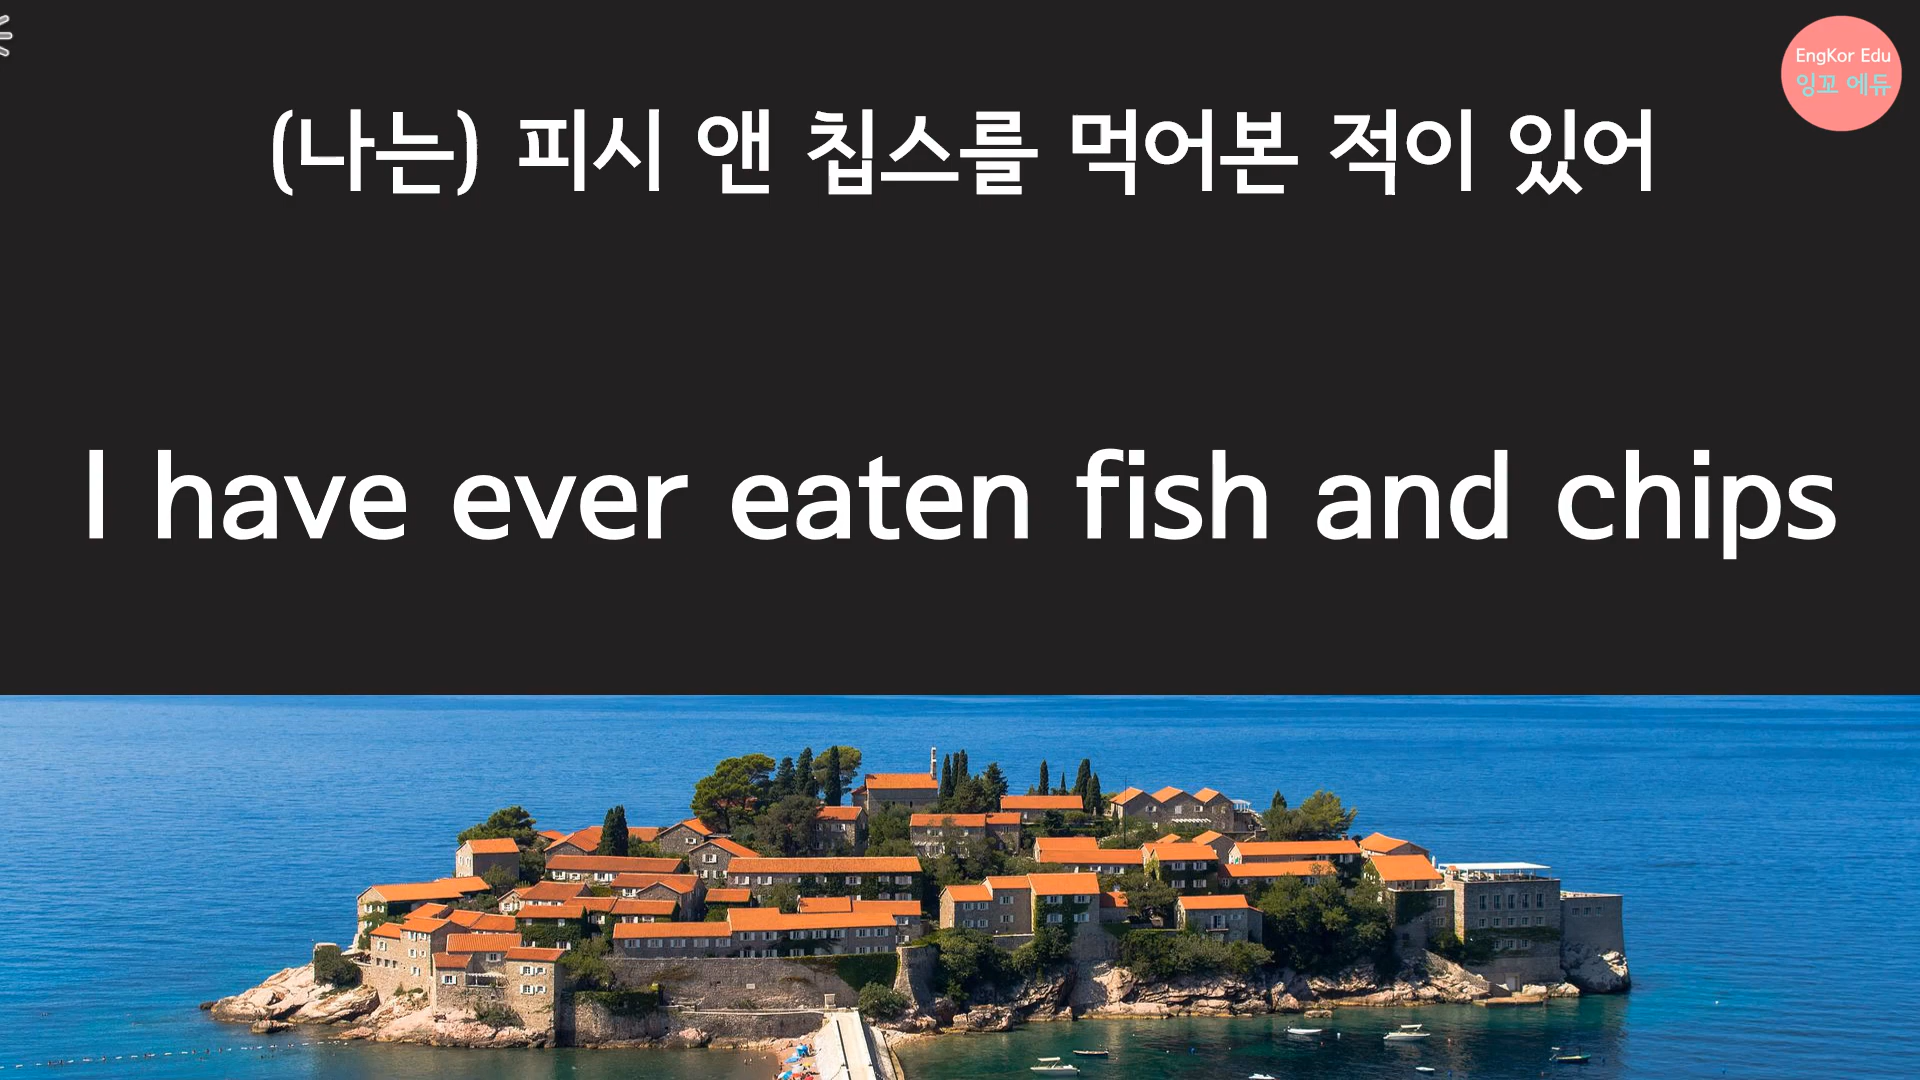 EngKor Edu
잉꼬 에듀
(나는) 피시 앤 칩스를 먹어본 적이 있어
I have ever eaten fish and chips